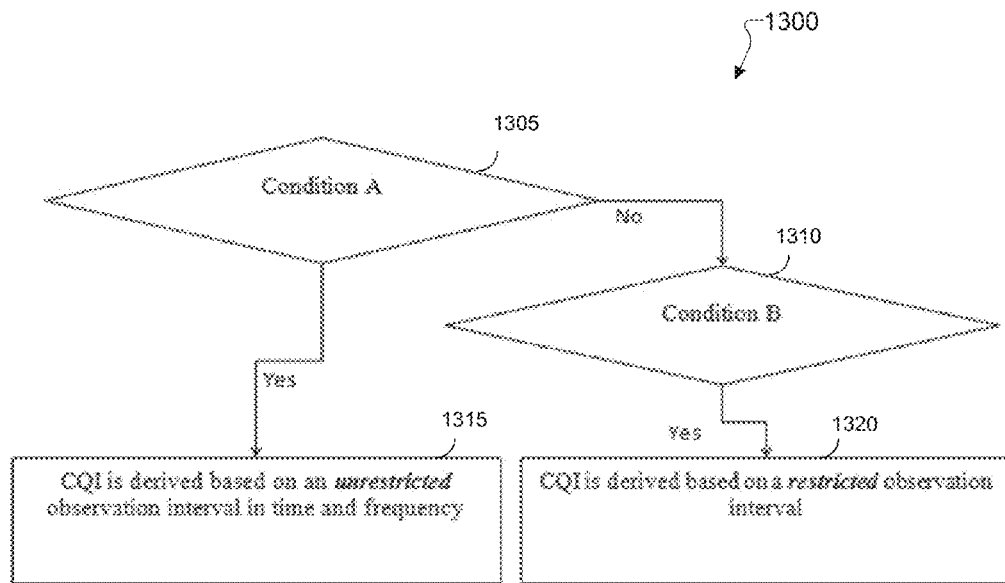 1300
1305
Condition A
No
1310
Condition D
Yes
1315
Yes
1320
CQI is derived based on an unrestricted
observation interval in time and frequency
CQI is derived based on a restricted observation
interval